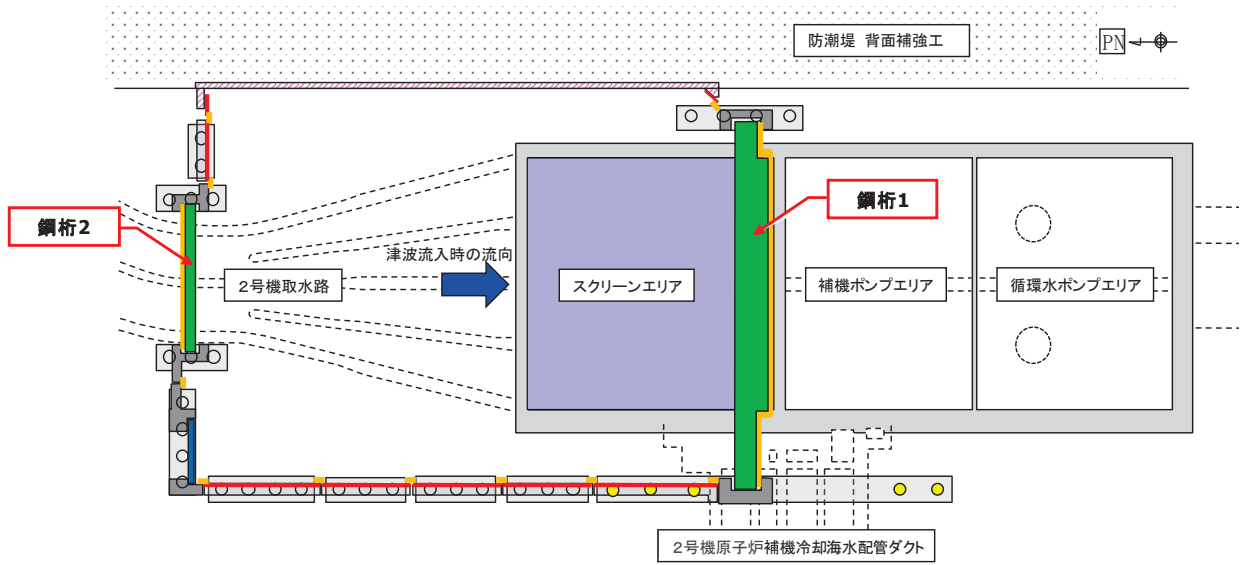 防潮堤 背面補強工
PN
鋼桁1
鋼桁2
津波流入時の流向
2号機取水路
スクリーンエリア
補機ポンプエリア
循環水ポンプエリア
2号機原子炉補機冷却海水配管ダクト